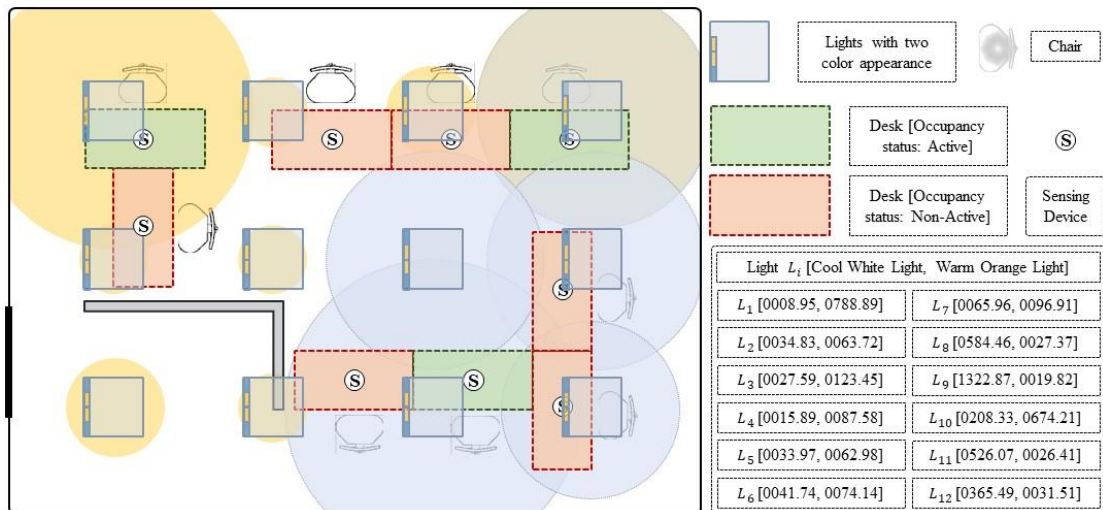 Lights with two
color appearance
Chair
Desk [Occupancy
status: Active]
S
Desk [Occupancy
status: Non-Active]
Sensing
Device
Light L_i [Cool White Light, Warm Orange Light]
L_1 [0008.95, 0788.89]
L_7 [0065.96, 0096.91]
L_2 [0034.83, 0063.72]
L_8 [0584.46, 0027.37]
L_3 [0027.59, 0123.45]
L_9 [1322.87, 0019.82]
L_4 [0015.89, 0087.58]
L_10 [0208.33, 0674.21]
L_5 [0033.97, 0062.98]
L_11 [0526.07, 0026.41]
L_6 [0041.74, 0074.14]
L_12 [0365.49, 0031.51]
S
S
S
S
S
S
S
S
S